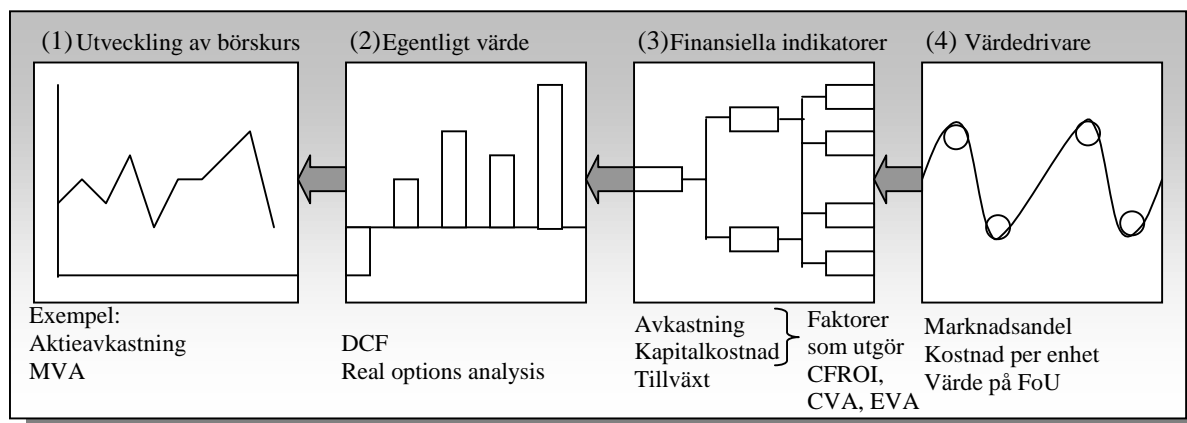 (1) Utveckling av börskurs
(2) Egentligt värde
(3) Finansiella indikatorer
(4) Värdedrivare
Exempel:
Aktieavkastning
MVA
DCF
Real options analysis
Avkastning
Kapitalkostnad
Tillväxt
Faktorer
som utgör
CFROI,
CVA, EVA
Marknadsandel
Kostnad per enhet
Värde på FoU